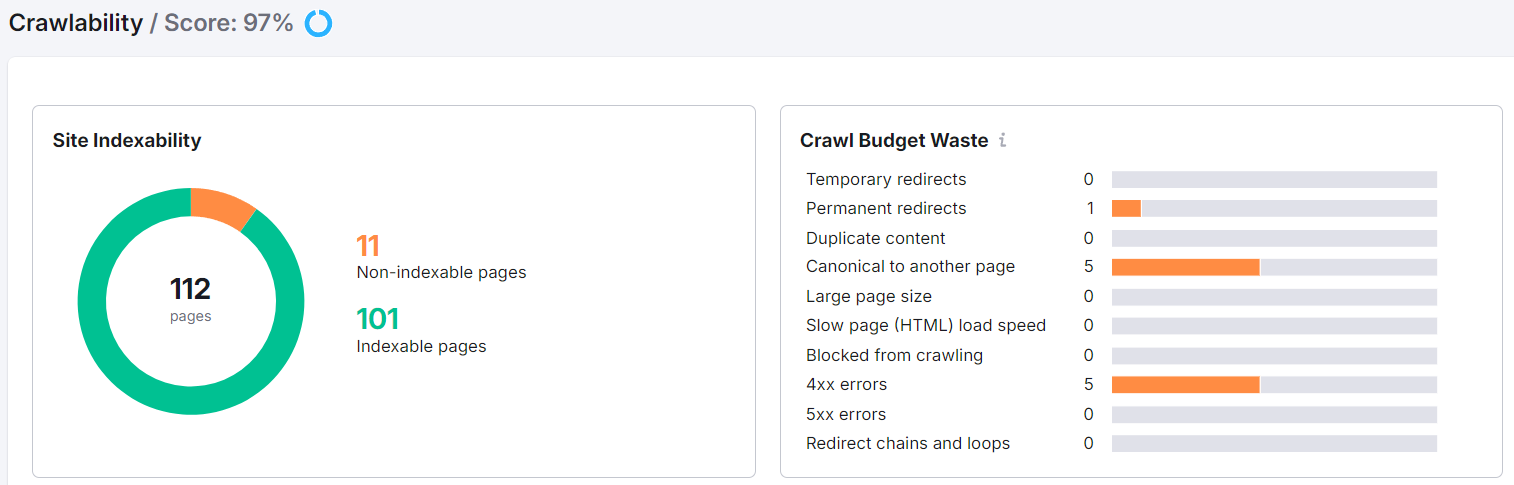 Crawlability / Score: 97%
Site Indexability
112
pages
11
Non-indexable pages
101
Indexable pages
Crawl Budget Waste i
Temporary redirects 0
Permanent redirects 1
Duplicate content 0
Canonical to another page 5
Large page size 0
Slow page (HTML) load speed 0
Blocked from crawling 0
4xx errors 5
5xx errors 0
Redirect chains and loops 0